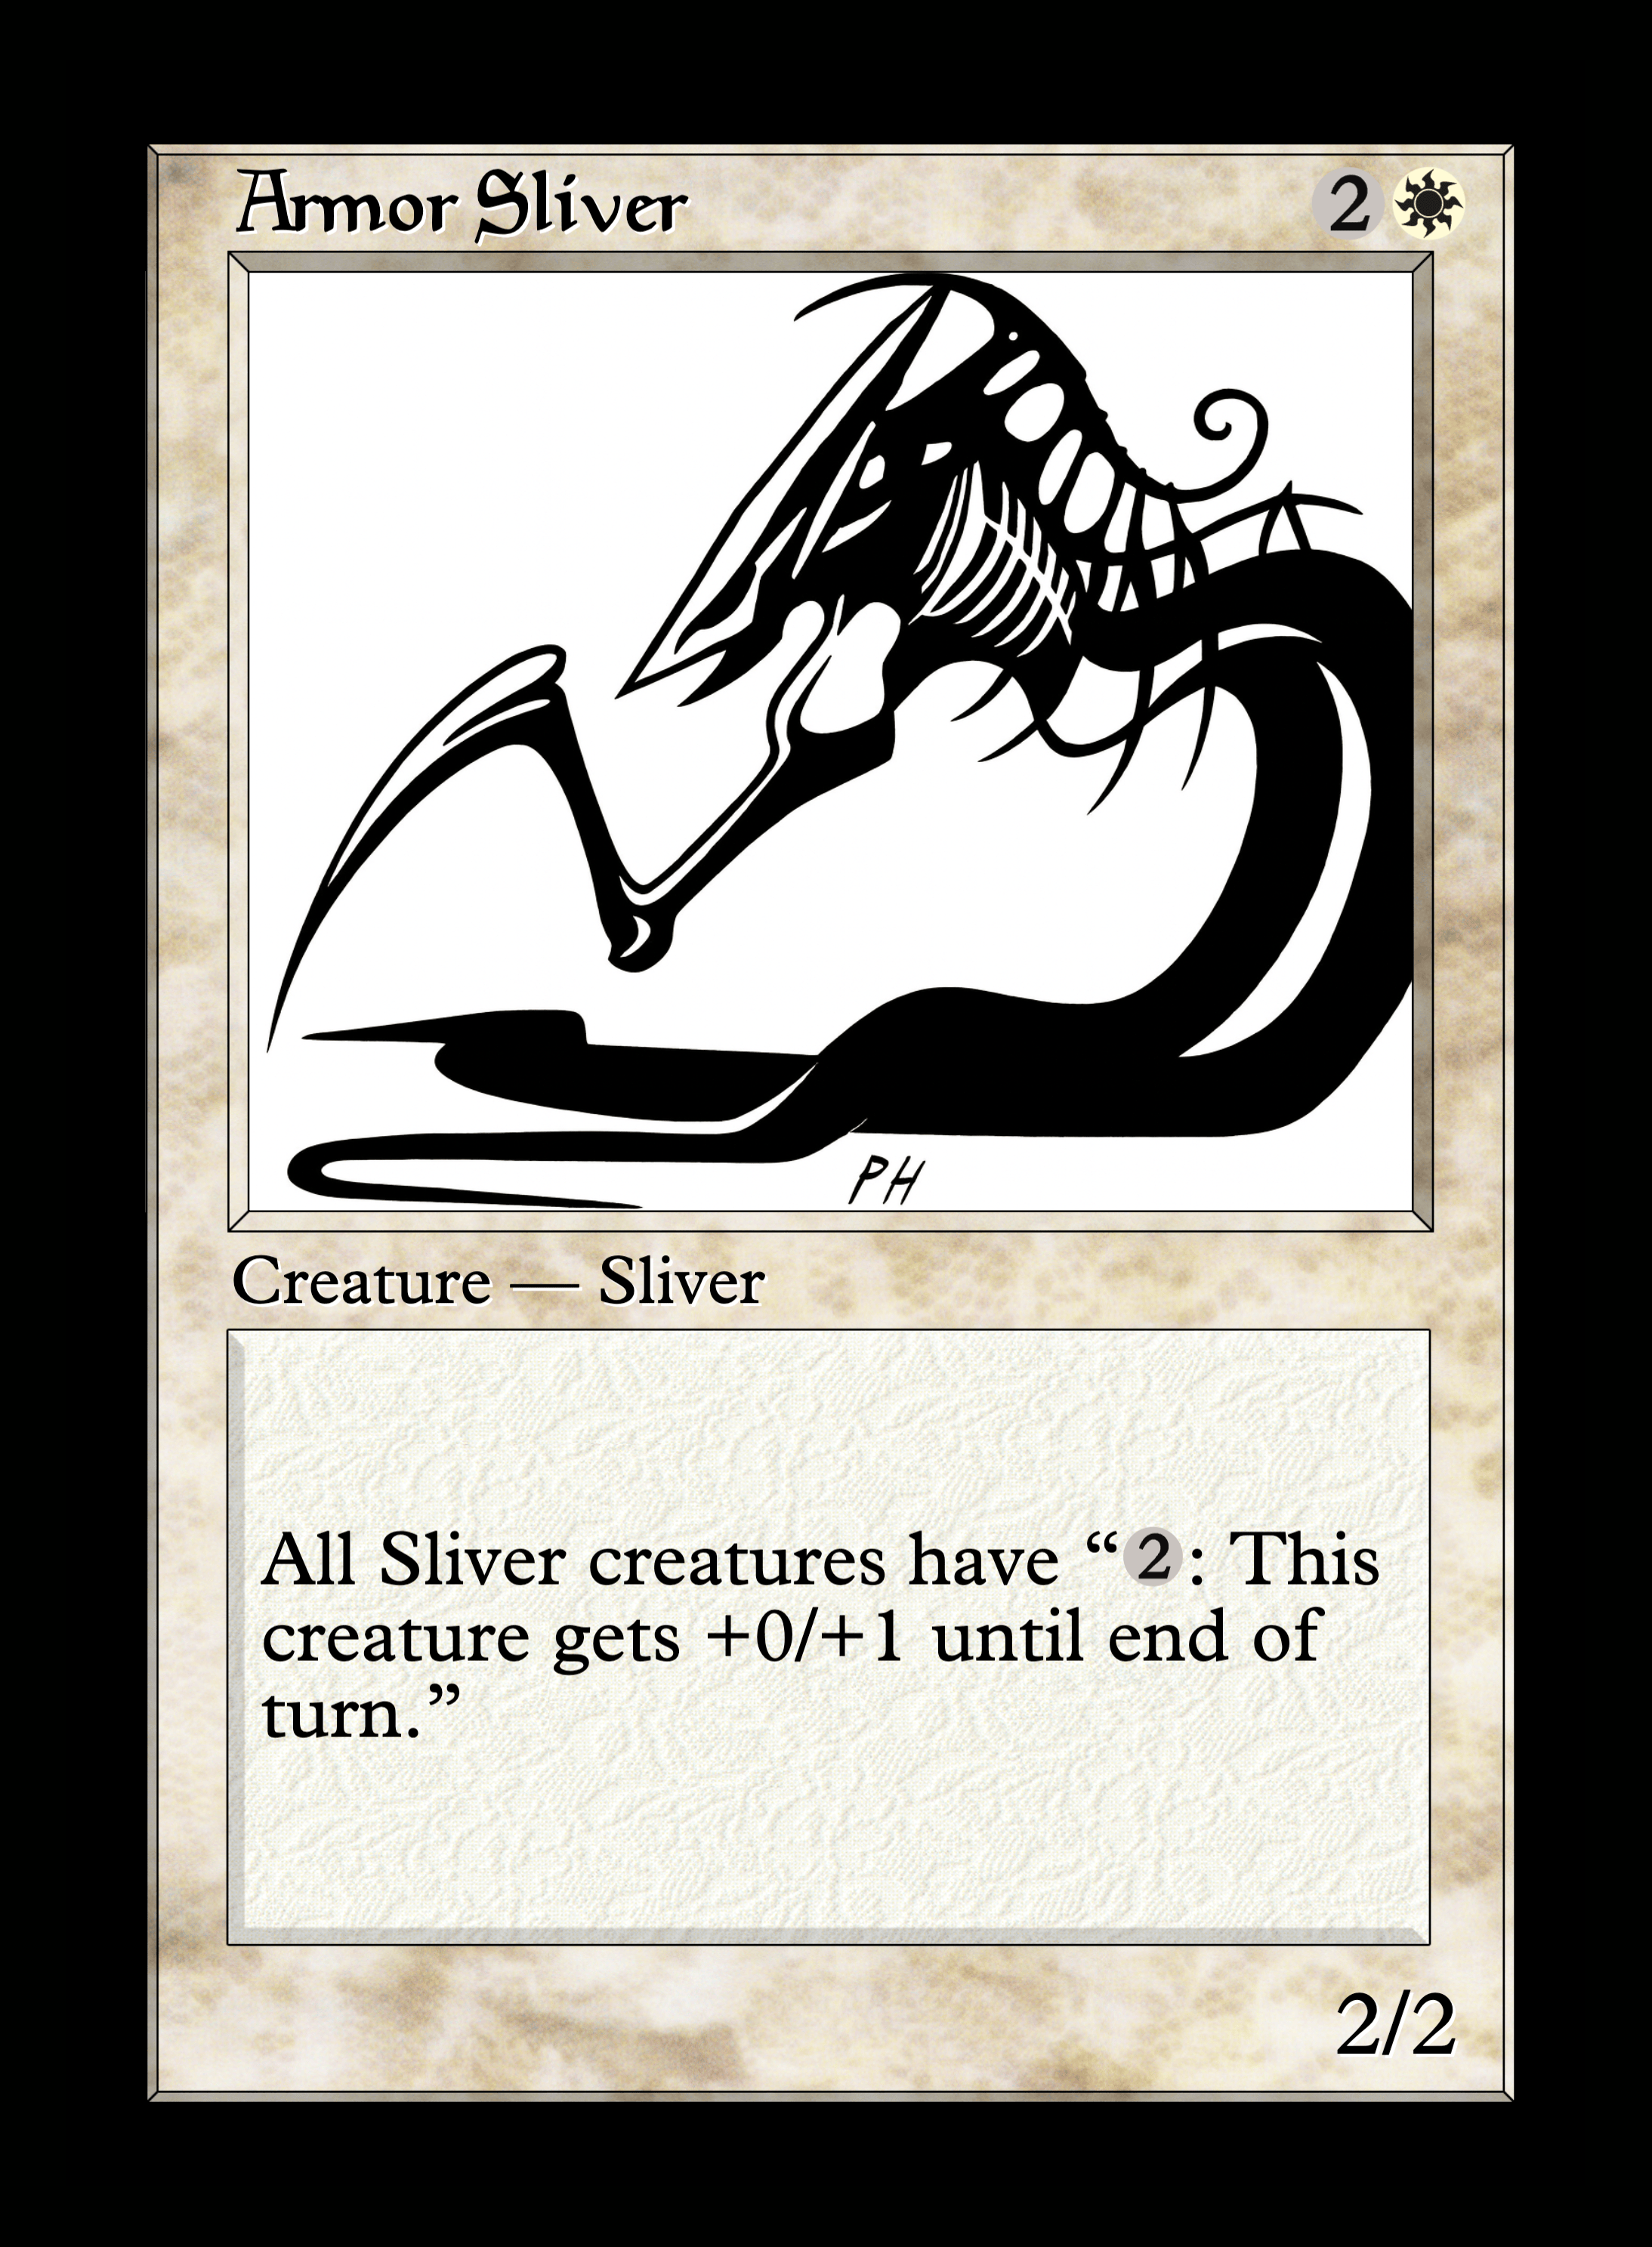 Armor Sliver 2
PH
Creature — Sliver
All Sliver creatures have “2: This
creature gets +0/+1 until end of
turn.”
2/2